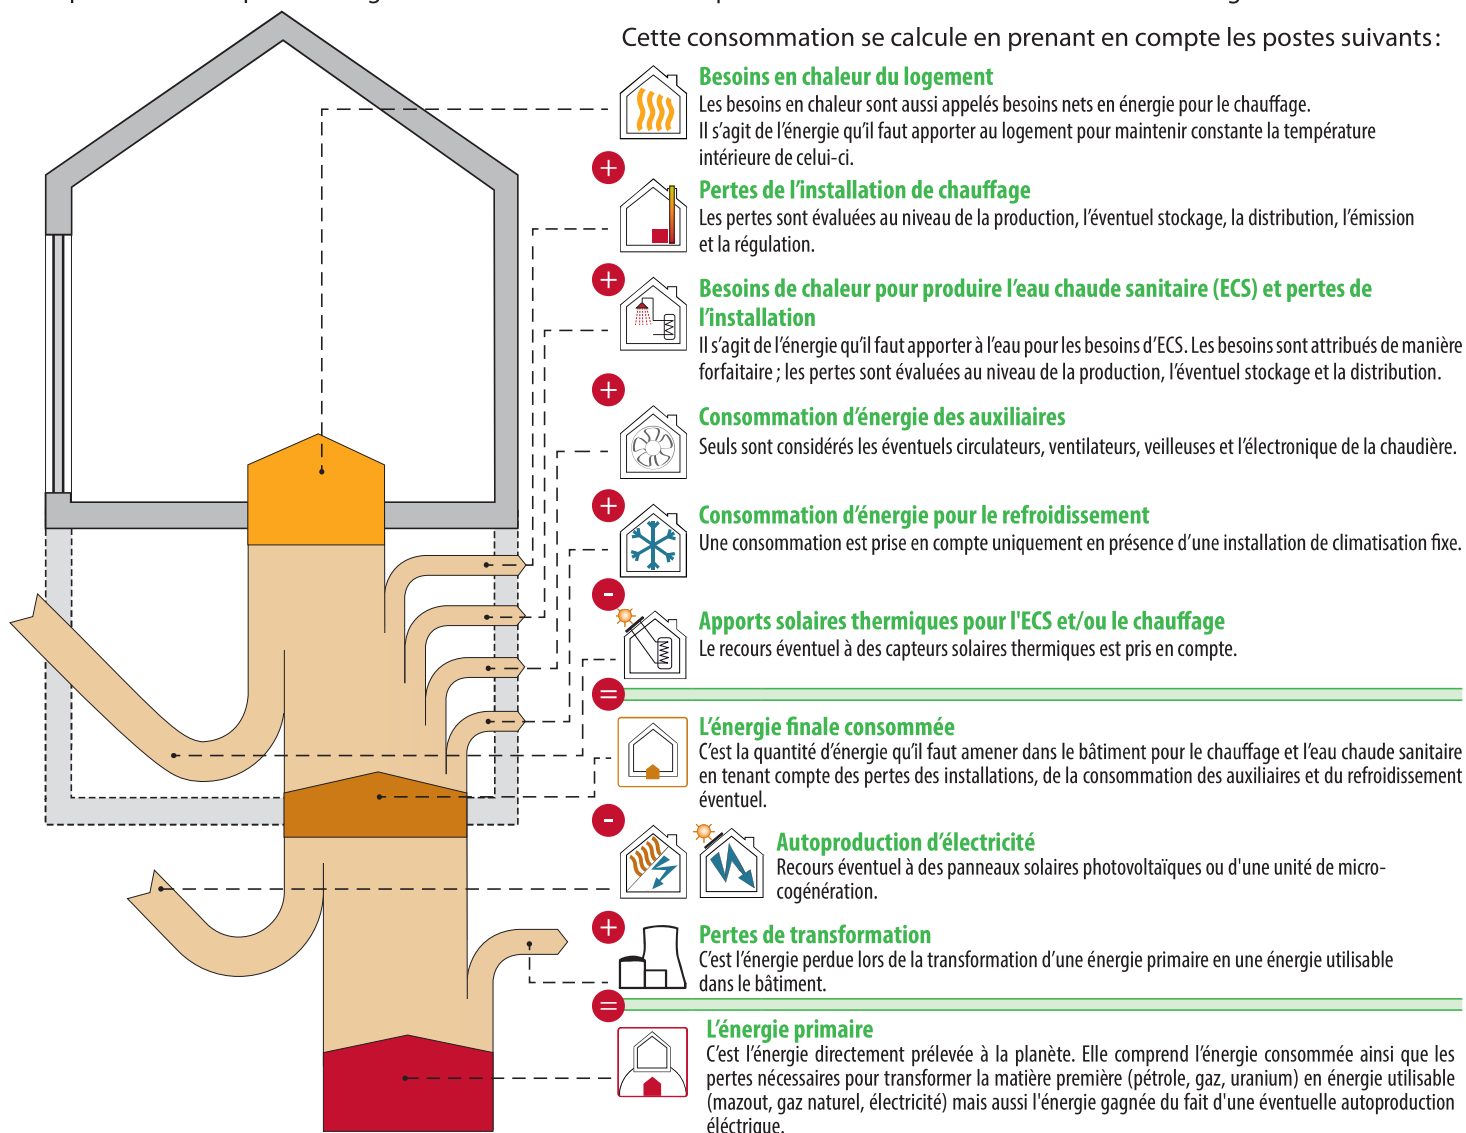 Cette consommation se calcule en prenant en compte les postes suivants :
Besoins en chaleur du logement
Les besoins en chaleur sont aussi appelés besoins nets en énergie pour le chauffage.
Il s’agit de l’énergie qu’il faut apporter au logement pour maintenir constante la température
intérieure de celui-ci.
+
Pertes de l’installation de chauffage
Les pertes sont évaluées au niveau de la production, l’éventuel stockage, la distribution, l’émission
et la régulation.
+
Besoins de chaleur pour produire l’eau chaude sanitaire (ECS) et pertes de
l’installation
Il s’agit de l’énergie qu’il faut apporter à l’eau pour les besoins d’ECS. Les besoins sont attribués de manière
forfaitaire ; les pertes sont évaluées au niveau de la production, l’éventuel stockage et la distribution.
+
Consommation d’énergie des auxiliaires
Seuls sont considérés les éventuels circulateurs, ventilateurs, veilleuses et l’électronique de la chaudière.
+
Consommation d’énergie pour le refroidissement
Une consommation est prise en compte uniquement en présence d’une installation de climatisation fixe.
-
Apports solaires thermiques pour l'ECS et/ou le chauffage
Le recours éventuel à des capteurs solaires thermiques est pris en compte.
=
L’énergie finale consommée
C’est la quantité d’énergie qu’il faut amener dans le bâtiment pour le chauffage et l’eau chaude sanitaire
en tenant compte des pertes des installations, de la consommation des auxiliaires et du refroidissement
éventuel.
-
Autoproduction d’électricité
Recours éventuel à des panneaux solaires photovoltaïques ou d'une unité de micro-
cogénération.
+
Pertes de transformation
C’est l’énergie perdue lors de la transformation d’une énergie primaire en une énergie utilisable
dans le bâtiment.
=
L’énergie primaire
C’est l’énergie directement prélevée à la planète. Elle comprend l’énergie consommée ainsi que les
pertes nécessaires pour transformer la matière première (pétrole, gaz, uranium) en énergie utilisable
(mazout, gaz naturel, électricité) mais aussi l'énergie gagnée du fait d'une éventuelle autoproduction
éléctrique.